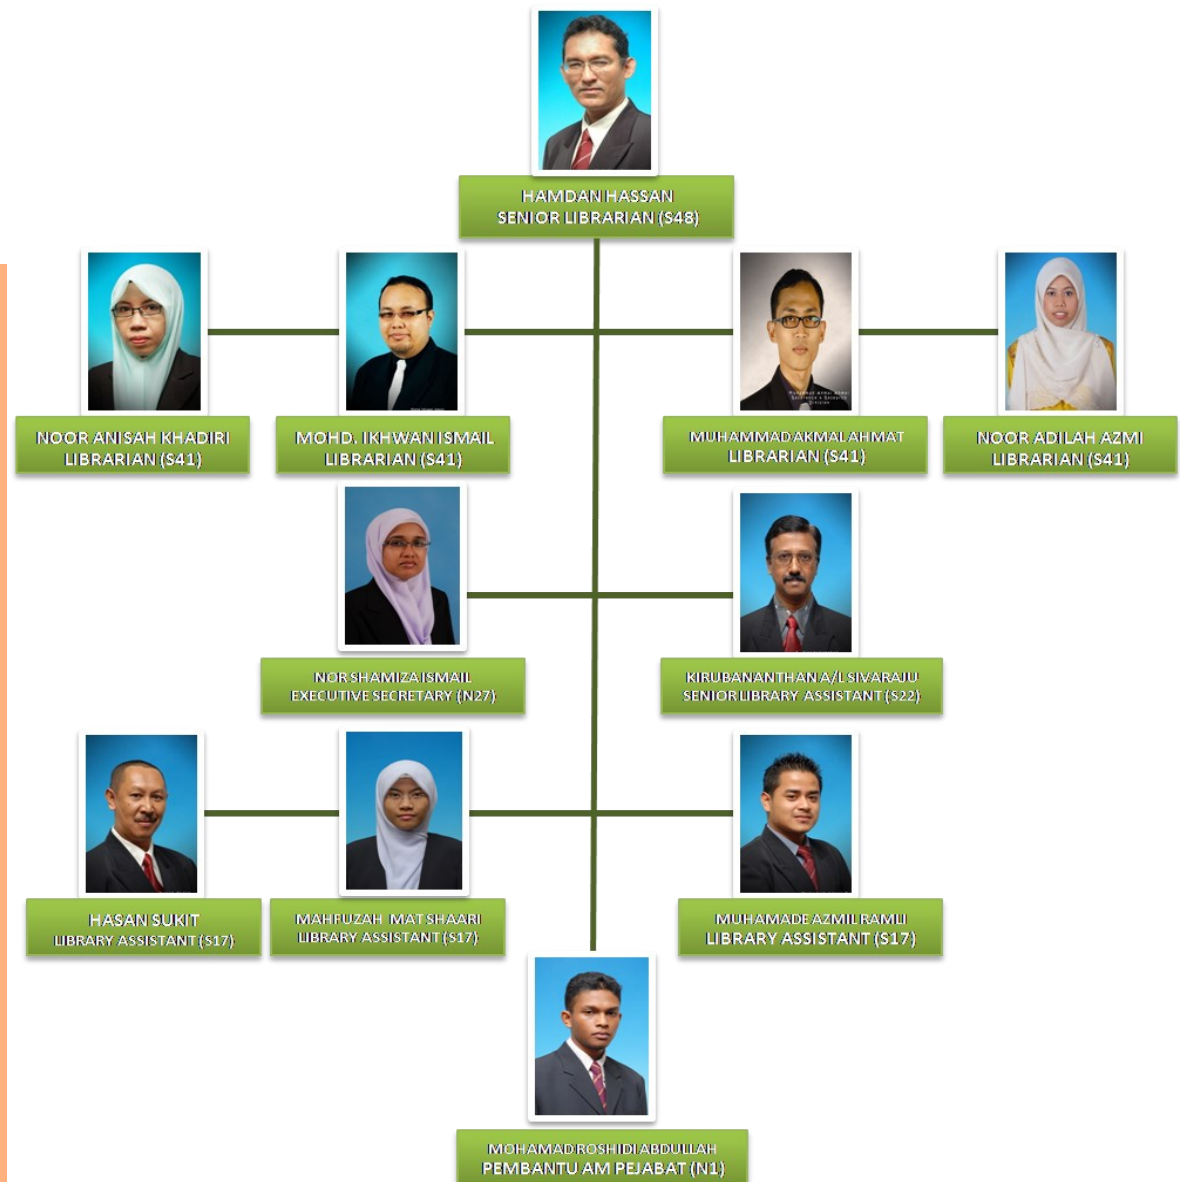 HAMDAN HASSAN
SENIOR LIBRARIAN (S48)
NOOR ANISAH KHADIRI
LIBRARIAN (S41)
MOHD. IKHWAN ISMAIL
LIBRARIAN (S41)
MUHAMMAD AKMAL AHMAT
LIBRARIAN (S41)
NOOR ADILAH AZMI
LIBRARIAN (S41)
NOR SHAMIZA ISMAIL
EXECUTIVE SECRETARY (N27)
KIRUBANANTHAN A/L SIVARAJU
SENIOR LIBRARY ASSISTANT (S22)
HASAN SUKIT
LIBRARY ASSISTANT (S17)
MAHFUZAH MAT SHAARI
LIBRARY ASSISTANT (S17)
MUHAMADE AZMIL RAMLI
LIBRARY ASSISTANT (S17)
MOHAMAD ROSHIDI ABDULLAH
PEMBANTU AM PEJABAT (N1)